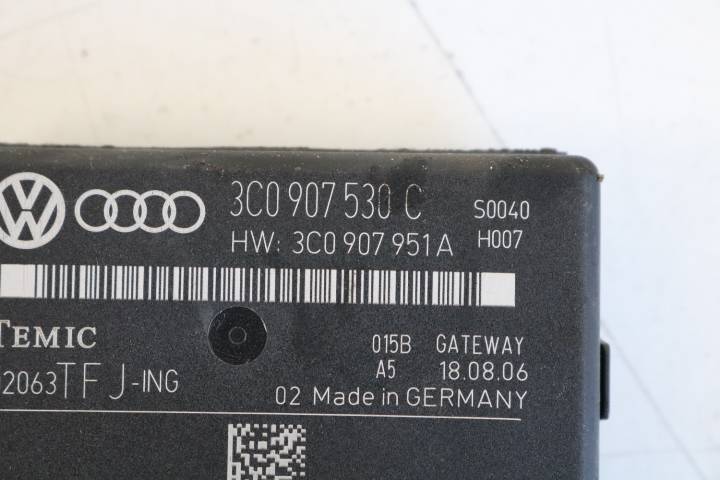 3C0 907 530 C S0040
HW: 3C0 907 951 A H007
TEMIC
015B GATEWAY
2063TFJ-ING A5 18.08.06
02 Made in GERMANY